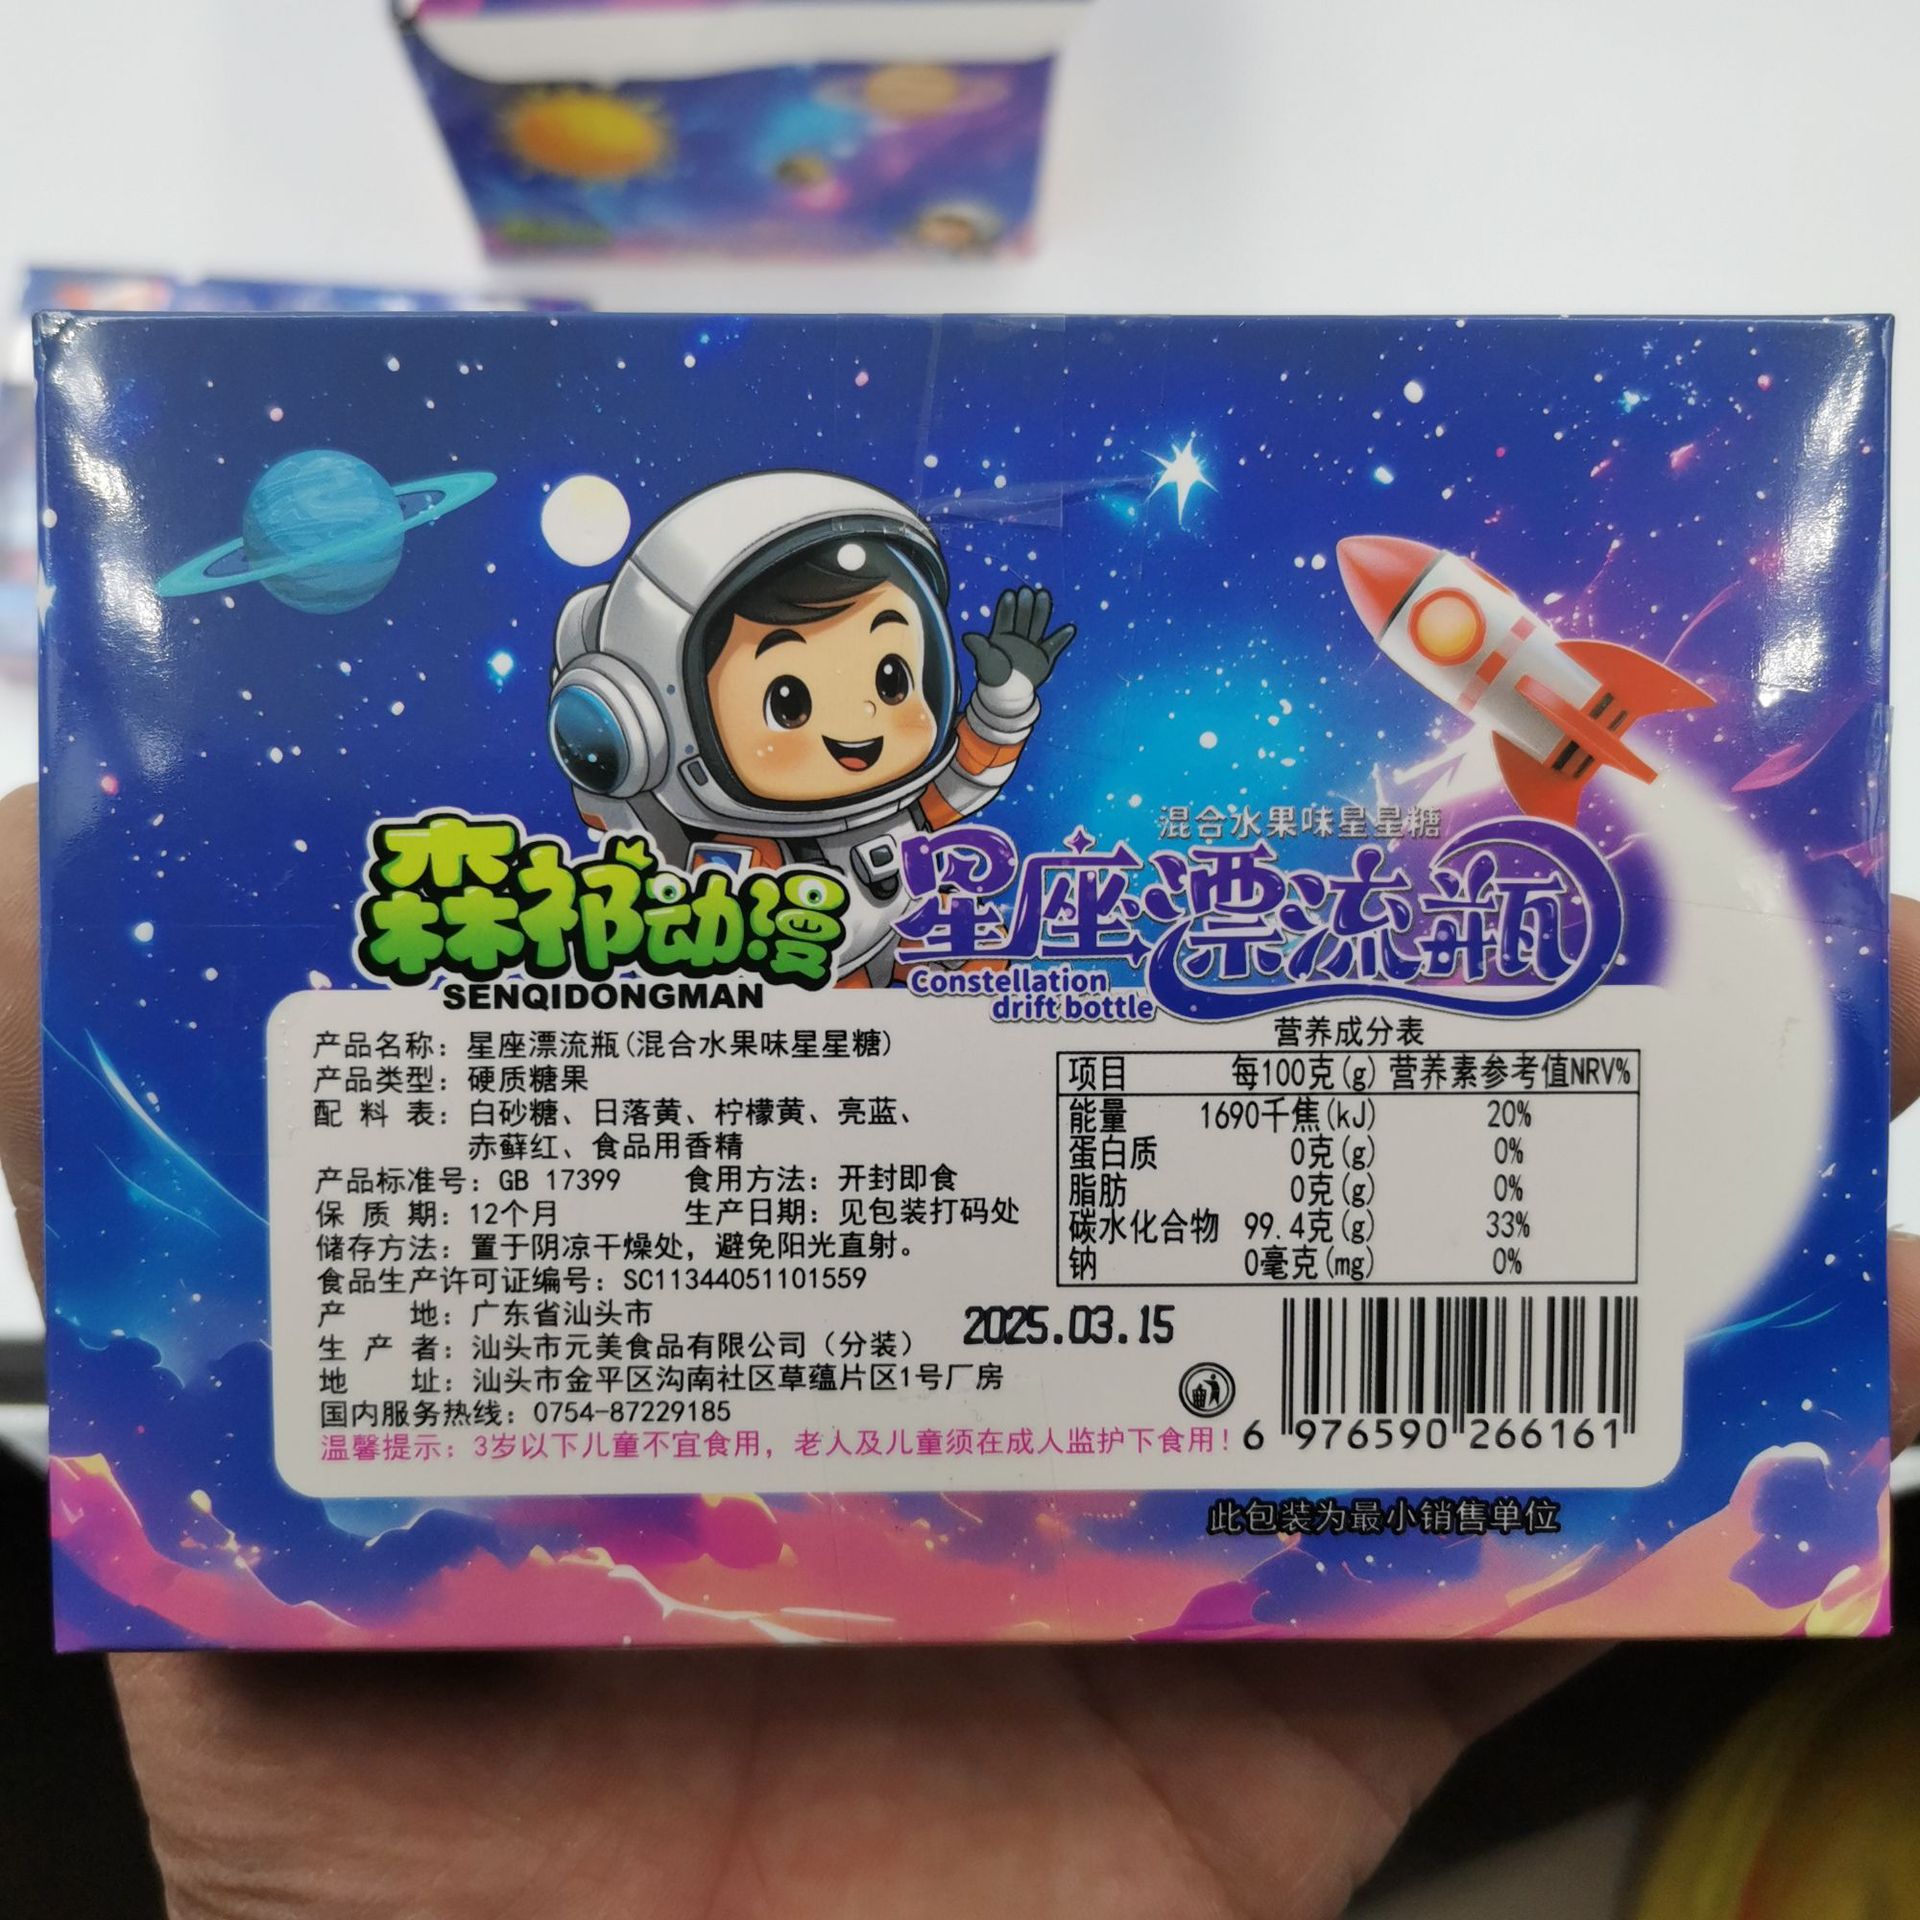 混合水果味星星糖
森祁动漫
SENQIDONGMAN
星座漂流瓶
Constellation
drift bottle
产品名称：星座漂流瓶(混合水果味星星糖)
产品类型：硬质糖果
配 料 表：白砂糖、日落黄、柠檬黄、亮蓝、
赤藓红、食品用香精
产品标准号：GB 17399 食用方法：开封即食
保 质 期：12个月 生产日期：见包装打码处
储存方法：置于阴凉干燥处，避免阳光直射。
食品生产许可证编号：SC11344051101559
产 地：广东省汕头市
生 产 者：汕头市元美食品有限公司（分装）
地 址：汕头市金平区沟南社区草蕴片区1号厂房
国内服务热线：0754-87229185
温馨提示：3岁以下儿童不宜食用，老人及儿童须在成人监护下食用！
营养成分表
项目 每100克(g) 营养素参考值NRV%
能量 1690千焦(kJ) 20%
蛋白质 0克(g) 0%
脂肪 0克(g) 0%
碳水化合物 99.4克(g) 33%
钠 0毫克(mg) 0%
2025.03.15
6 976590 266161
此包装为最小销售单位